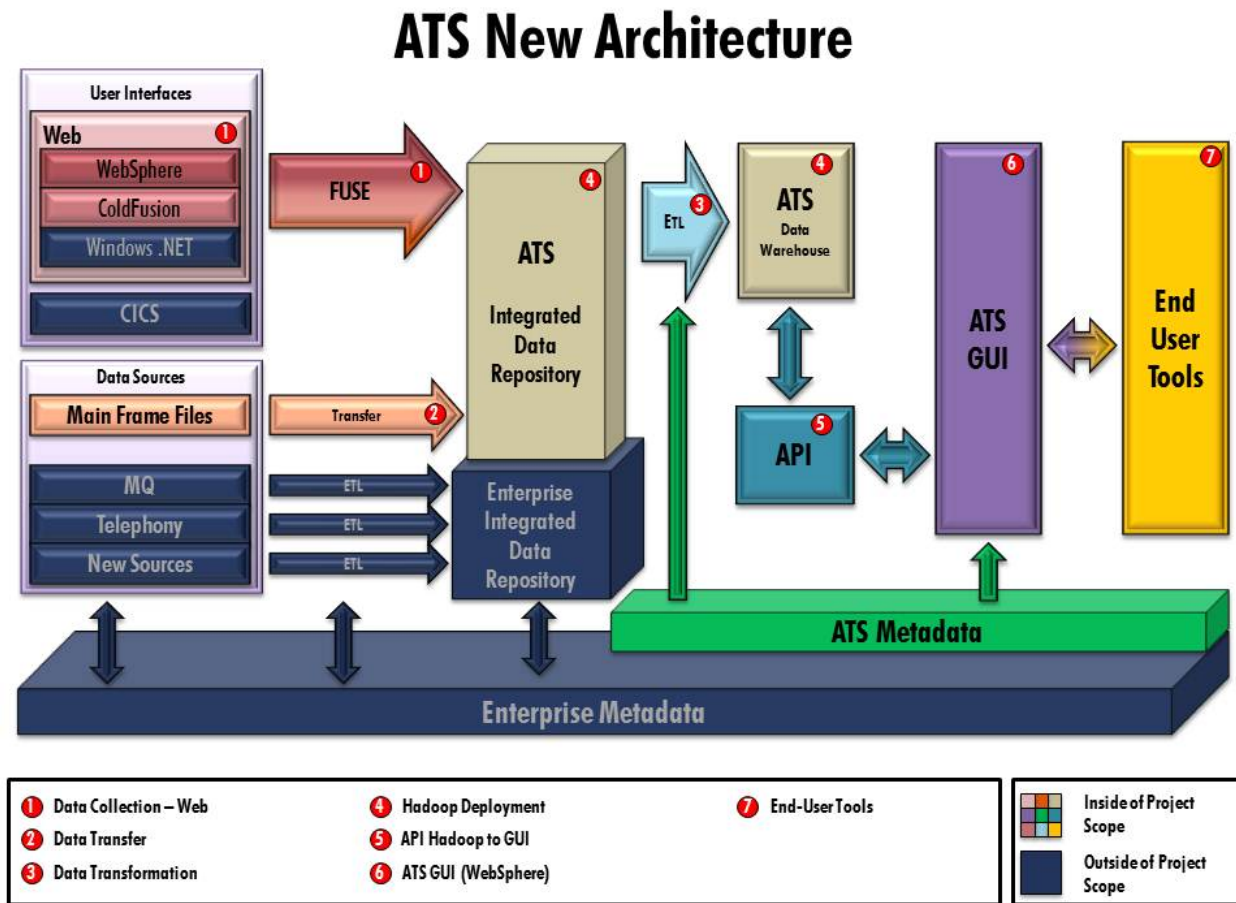 ATS New Architecture
User Interfaces
Web
1
WebSphere
ColdFusion
Windows .NET
CICS
Data Sources
Main Frame Files
MQ
Telephony
New Sources
FUSE
1
Transfer
2
ETL
ETL
ETL
4
ATS
Integrated
Data
Repository
Enterprise
Integrated
Data
Repository
ETL
3
4
ATS
Data
Warehouse
5
API
6
ATS
GUI
7
End
User
Tools
ATS Metadata
Enterprise Metadata
1 Data Collection – Web
2 Data Transfer
3 Data Transformation
4 Hadoop Deployment
5 API Hadoop to GUI
6 ATS GUI (WebSphere)
7 End-User Tools
Inside of Project
Scope
Outside of Project
Scope